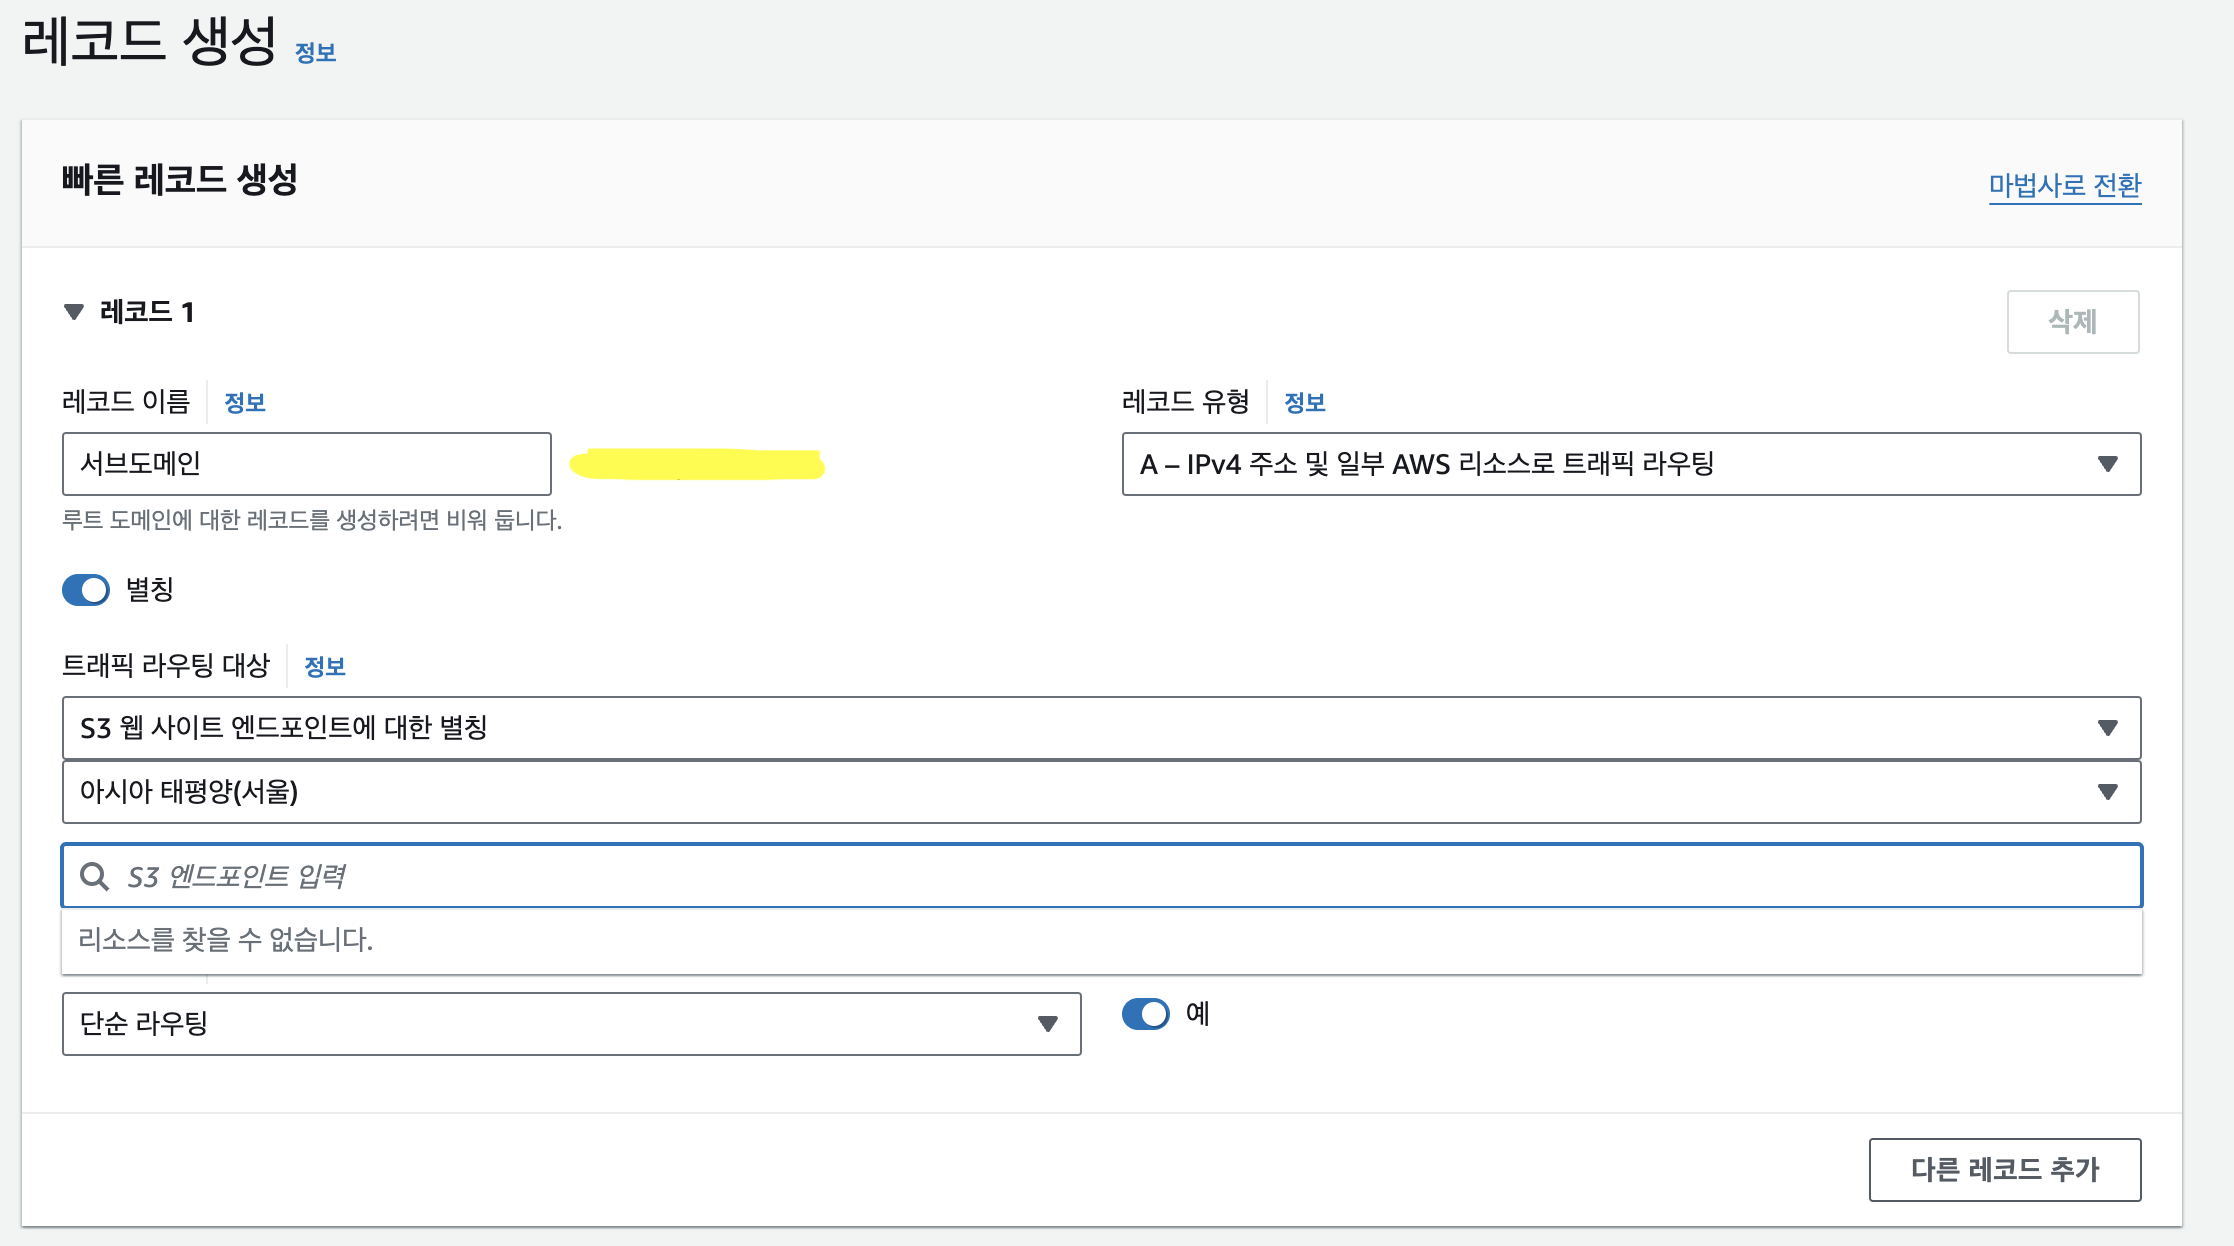 레코드 생성 정보
빠른 레코드 생성
마법사로 전환
레코드 1
삭제
레코드 이름 정보
서브도메인
루트 도메인에 대한 레코드를 생성하려면 비워 둡니다.
레코드 유형 정보
A – IPv4 주소 및 일부 AWS 리소스로 트래픽 라우팅
별칭
트래픽 라우팅 대상 정보
S3 웹 사이트 엔드포인트에 대한 별칭
아시아 태평양(서울)
S3 엔드포인트 입력
리소스를 찾을 수 없습니다.
단순 라우팅
예
다른 레코드 추가